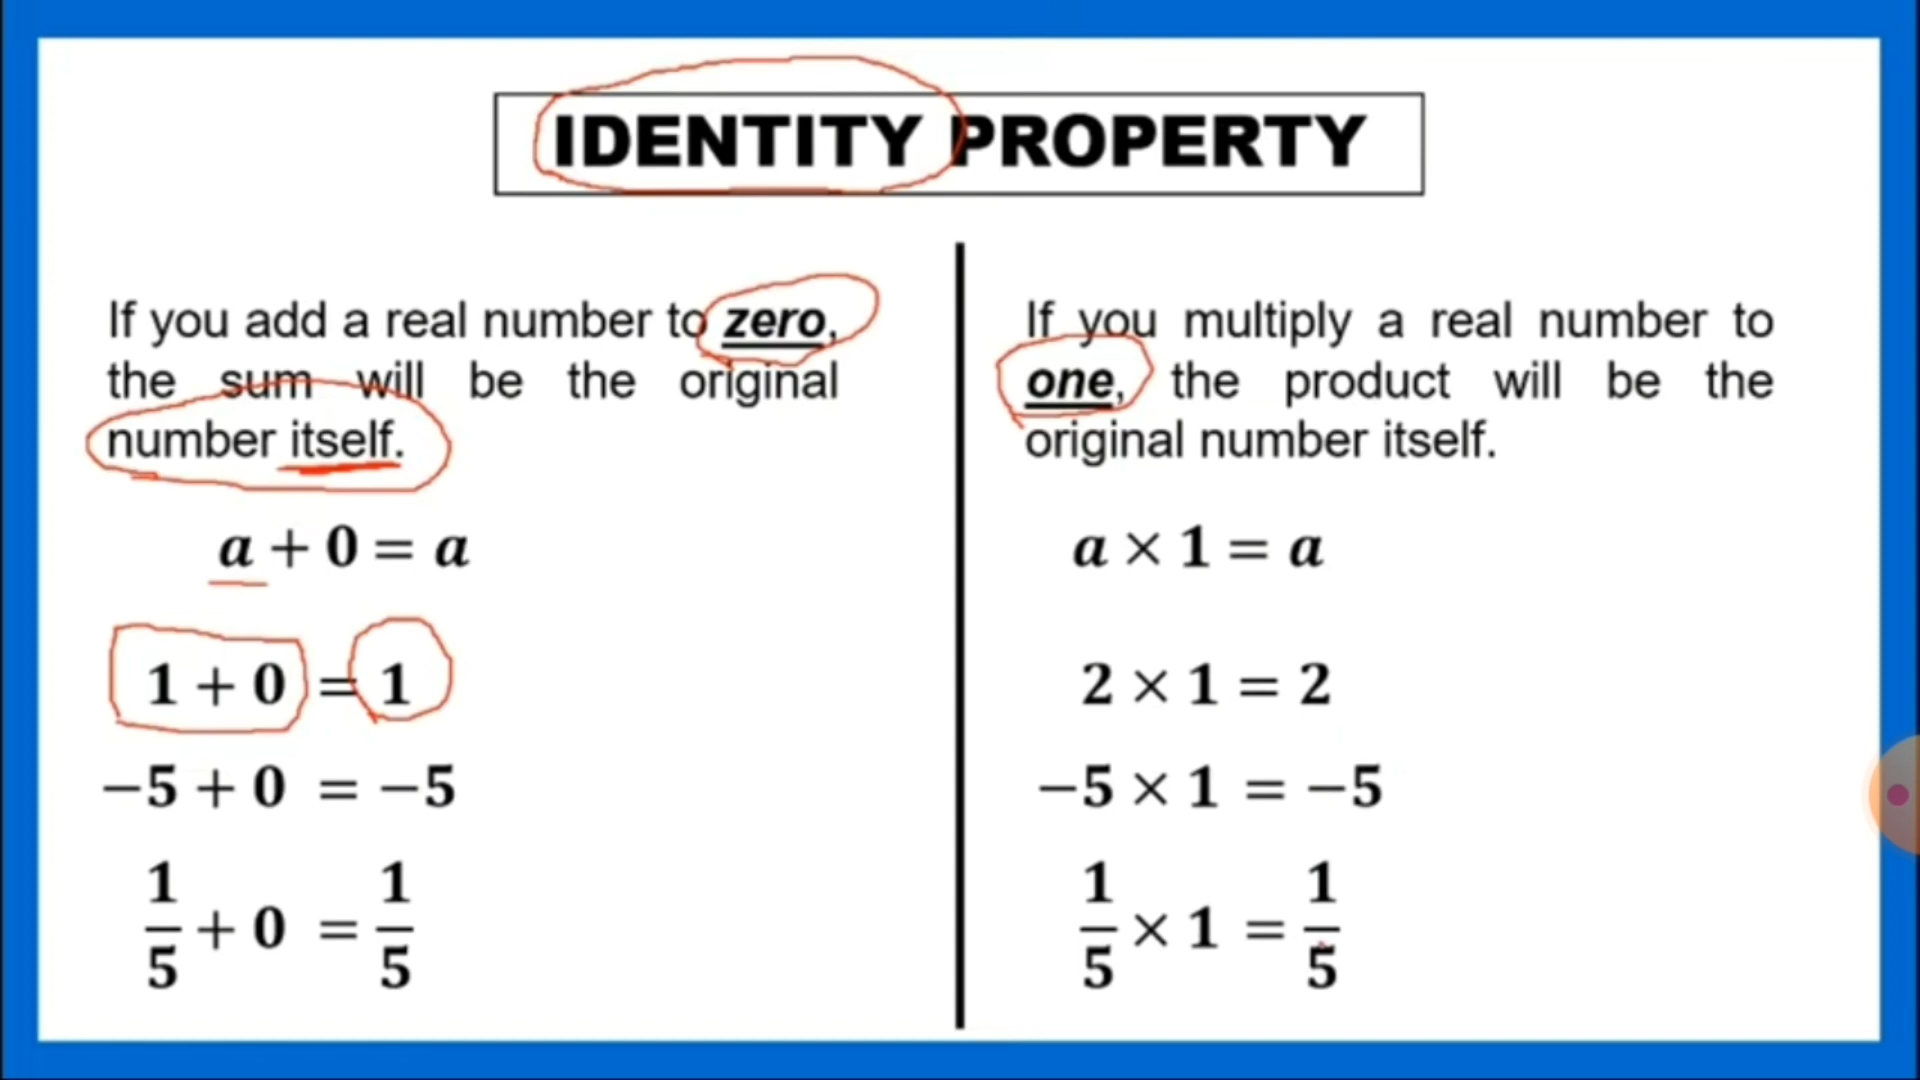 IDENTITY PROPERTY
If you add a real number to zero,
the sum will be the original
number itself.
a + 0 = a
1 + 0 = 1
−5 + 0 = −5
1/5 + 0 = 1/5
If you multiply a real number to
one, the product will be the
original number itself.
a × 1 = a
2 × 1 = 2
−5 × 1 = −5
1/5 × 1 = 1/5